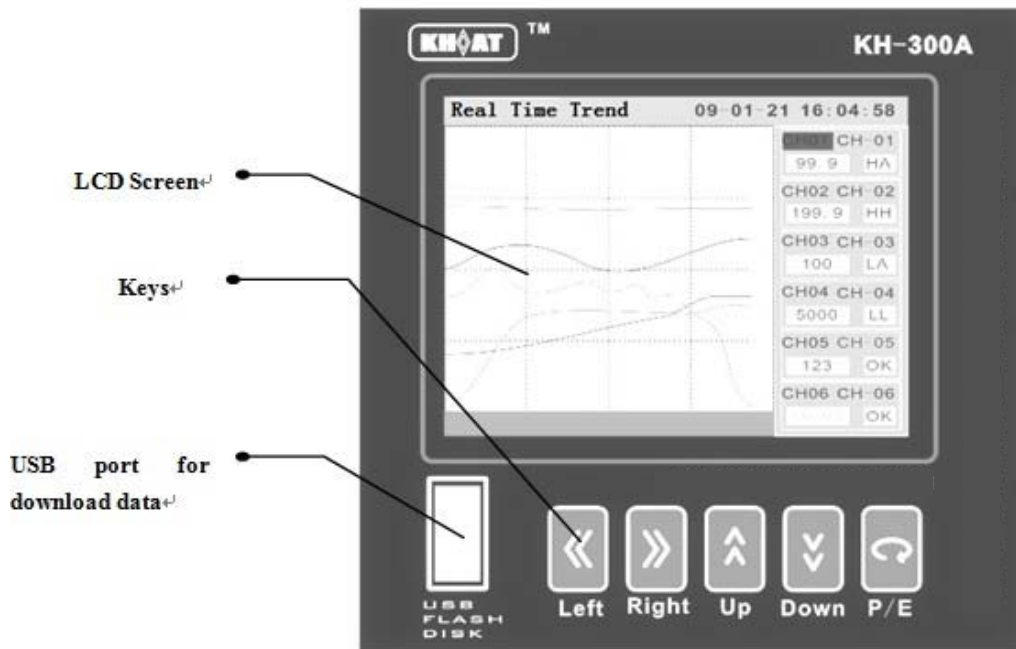 KHAT TM
KH-300A
Real Time Trend 09-01-21 16:04:58
CH01 CH-01
99.9 HA
CH02 CH-02
199.9 HH
CH03 CH-03
100 LA
CH04 CH-04
5000 LL
CH05 CH-05
123 OK
CH06 CH-06
OK
LCD Screen
Keys
USB port for
download data
USB
FLASH
DISK
Left Right Up Down P/E